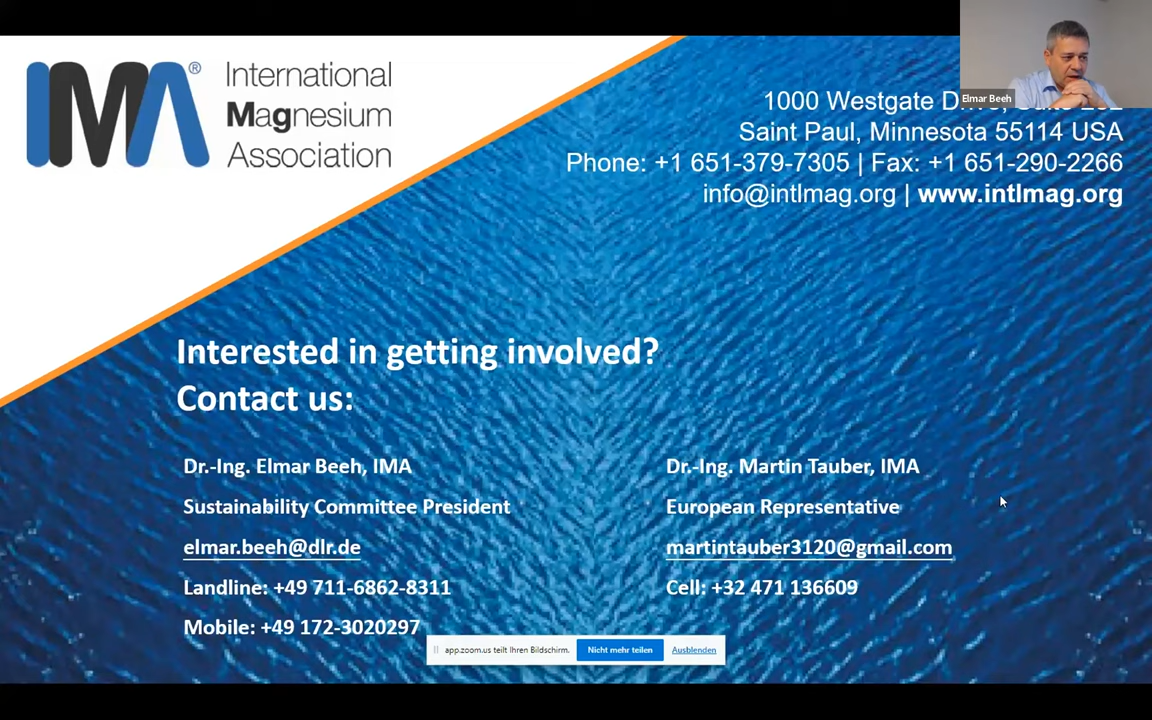 IMA®
International
Magnesium
Association
Elmar Beeh
1000 Westgate
Saint Paul, Minnesota 55114 USA
Phone: +1 651-379-7305 | Fax: +1 651-290-2266
info@intlmag.org | www.intlmag.org
Interested in getting involved?
Contact us:
Dr.-Ing. Elmar Beeh, IMA
Sustainability Committee President
elmar.beeh@dlr.de
Landline: +49 711-6862-8311
Mobile: +49 172-3020297
Dr.-Ing. Martin Tauber, IMA
European Representative
martintauber3120@gmail.com
Cell: +32 471 136609
app.zoom.us teilt Ihren Bildschirm.
Nicht mehr teilen
Ausblenden